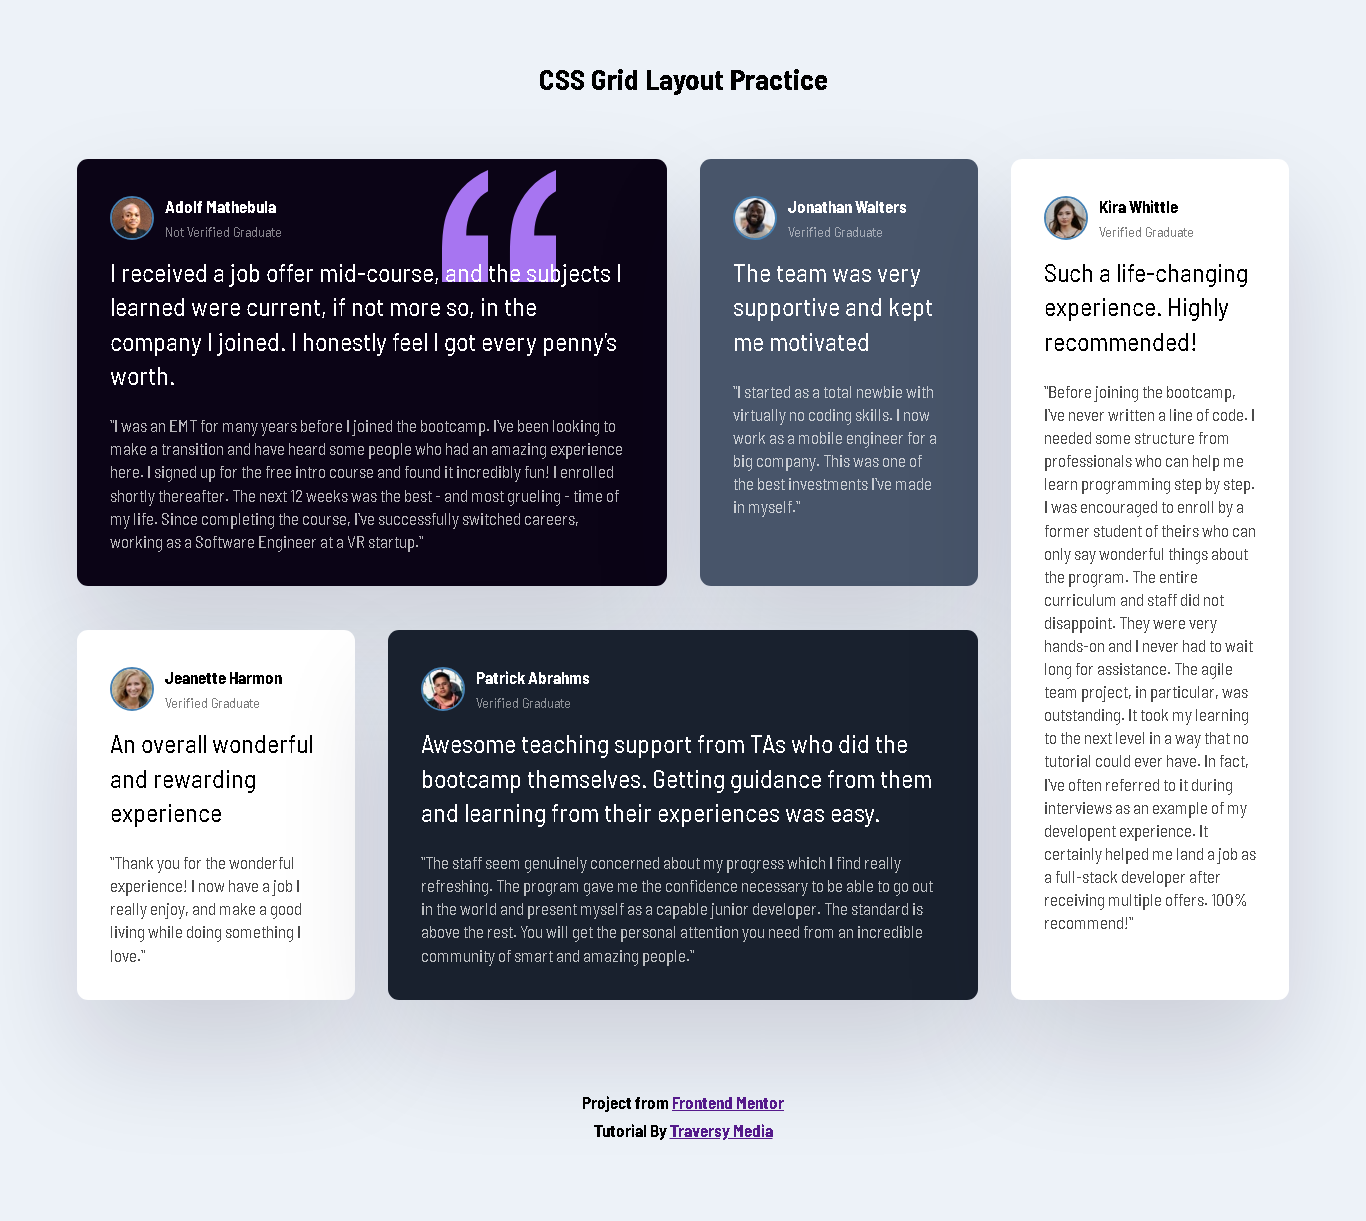 CSS Grid Layout Practice
Adolf Mathebula
Not Verified Graduate
I received a job offer mid-course, and the subjects I
learned were current, if not more so, in the
company I joined. I honestly feel I got every penny’s
worth.
"I was an EMT for many years before I joined the bootcamp. I've been looking to
make a transition and have heard some people who had an amazing experience
here. I signed up for the free intro course and found it incredibly fun! I enrolled
shortly thereafter. The next 12 weeks was the best - and most grueling - time of
my life. Since completing the course, I've successfully switched careers,
working as a Software Engineer at a VR startup."
Jonathan Walters
Verified Graduate
The team was very
supportive and kept
me motivated
"I started as a total newbie with
virtually no coding skills. I now
work as a mobile engineer for a
big company. This was one of
the best investments I've made
in myself."
Kira Whittle
Verified Graduate
Such a life-changing
experience. Highly
recommended!
"Before joining the bootcamp,
I've never written a line of code. I
needed some structure from
professionals who can help me
learn programming step by step.
I was encouraged to enroll by a
former student of theirs who can
only say wonderful things about
the program. The entire
curriculum and staff did not
disappoint. They were very
hands-on and I never had to wait
long for assistance. The agile
team project, in particular, was
outstanding. It took my learning
to the next level in a way that no
tutorial could ever have. In fact,
I've often referred to it during
interviews as an example of my
developent experience. It
certainly helped me land a job as
a full-stack developer after
receiving multiple offers. 100%
recommend!"
Jeanette Harmon
Verified Graduate
An overall wonderful
and rewarding
experience
"Thank you for the wonderful
experience! I now have a job I
really enjoy, and make a good
living while doing something I
love."
Patrick Abrahms
Verified Graduate
Awesome teaching support from TAs who did the
bootcamp themselves. Getting guidance from them
and learning from their experiences was easy.
"The staff seem genuinely concerned about my progress which I find really
refreshing. The program gave me the confidence necessary to be able to go out
in the world and present myself as a capable junior developer. The standard is
above the rest. You will get the personal attention you need from an incredible
community of smart and amazing people."
Project from Frontend Mentor
Tutorial By Traversy Media